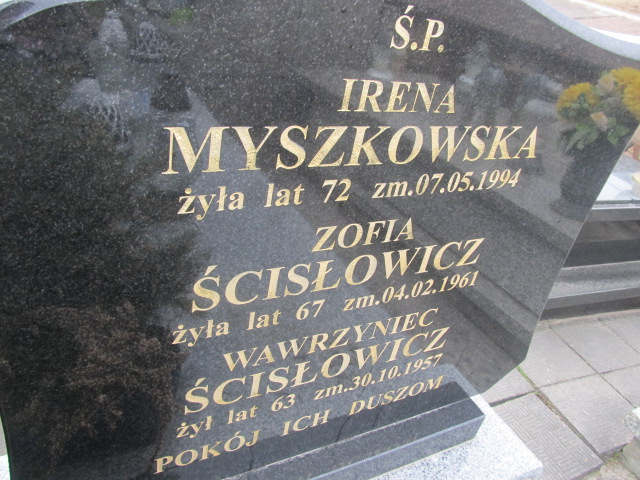 Ś.P.
IRENA
MYSZKOWSKA
żyła lat 72 zm.07.05.1994
ZOFIA
ŚCISŁOWICZ
żyła lat 67 zm.04.02.1961
WAWRZYNIEC
ŚCISŁOWICZ
żył lat 63 zm.30.10.1957
POKÓJ ICH DUSZOM